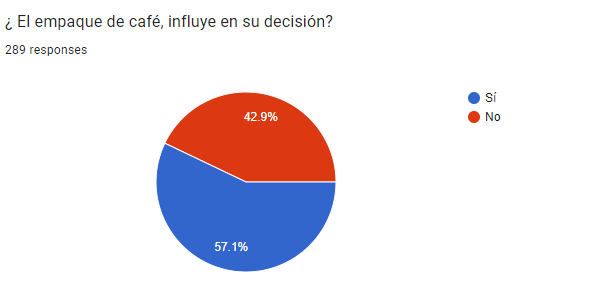 ¿ El empaque de café, influye en su decisión?
289 responses
Sí
No
42.9%
57.1%